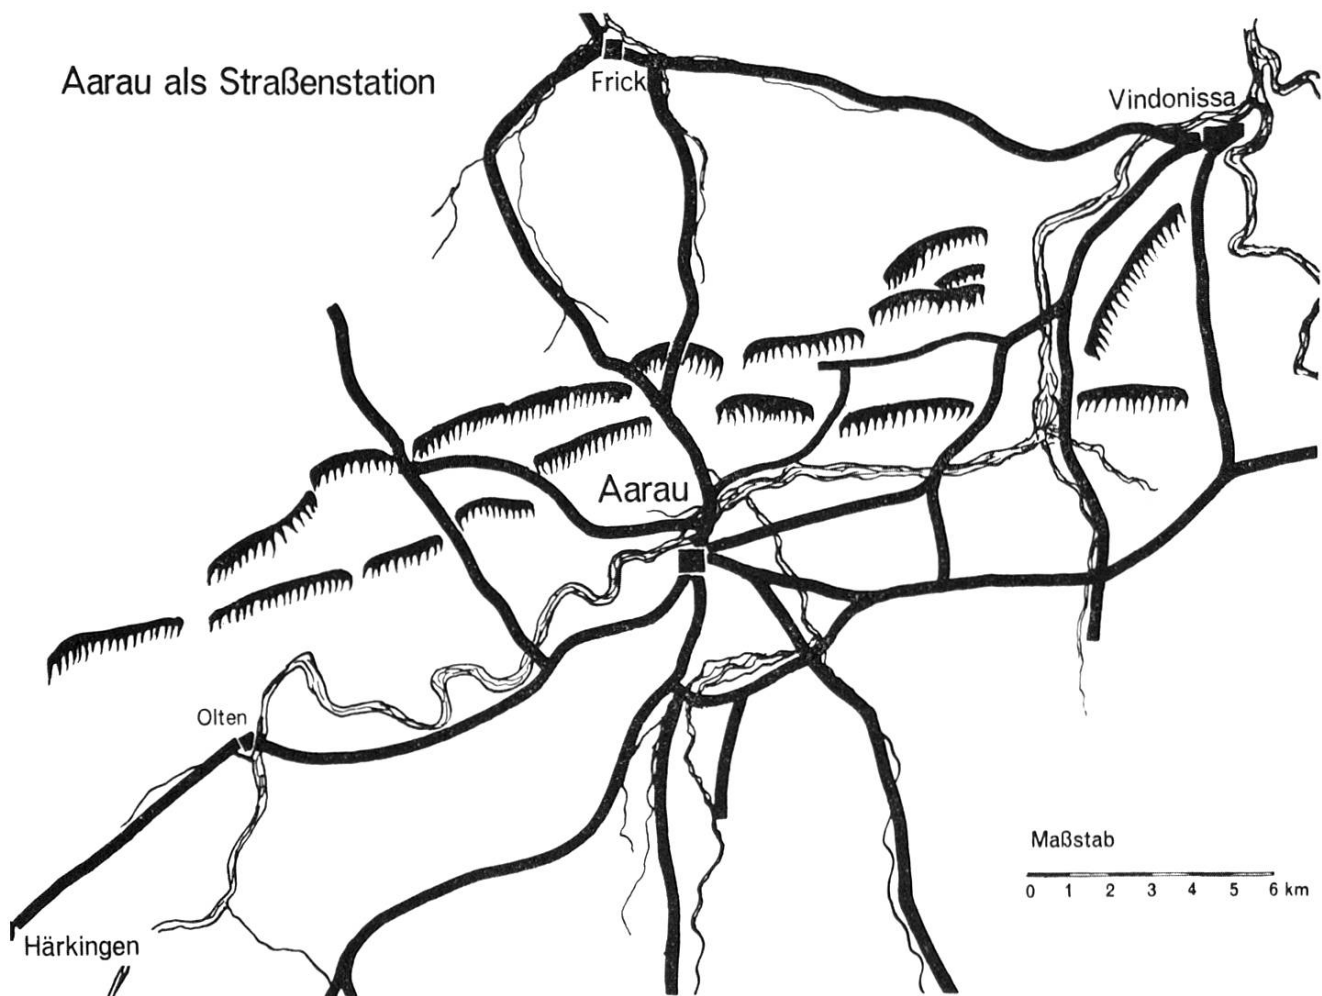 Aarau als Straßenstation
Frick
Vindonissa
Aarau
Olten
Maßstab
0 1 2 3 4 5 6 km
Härkingen